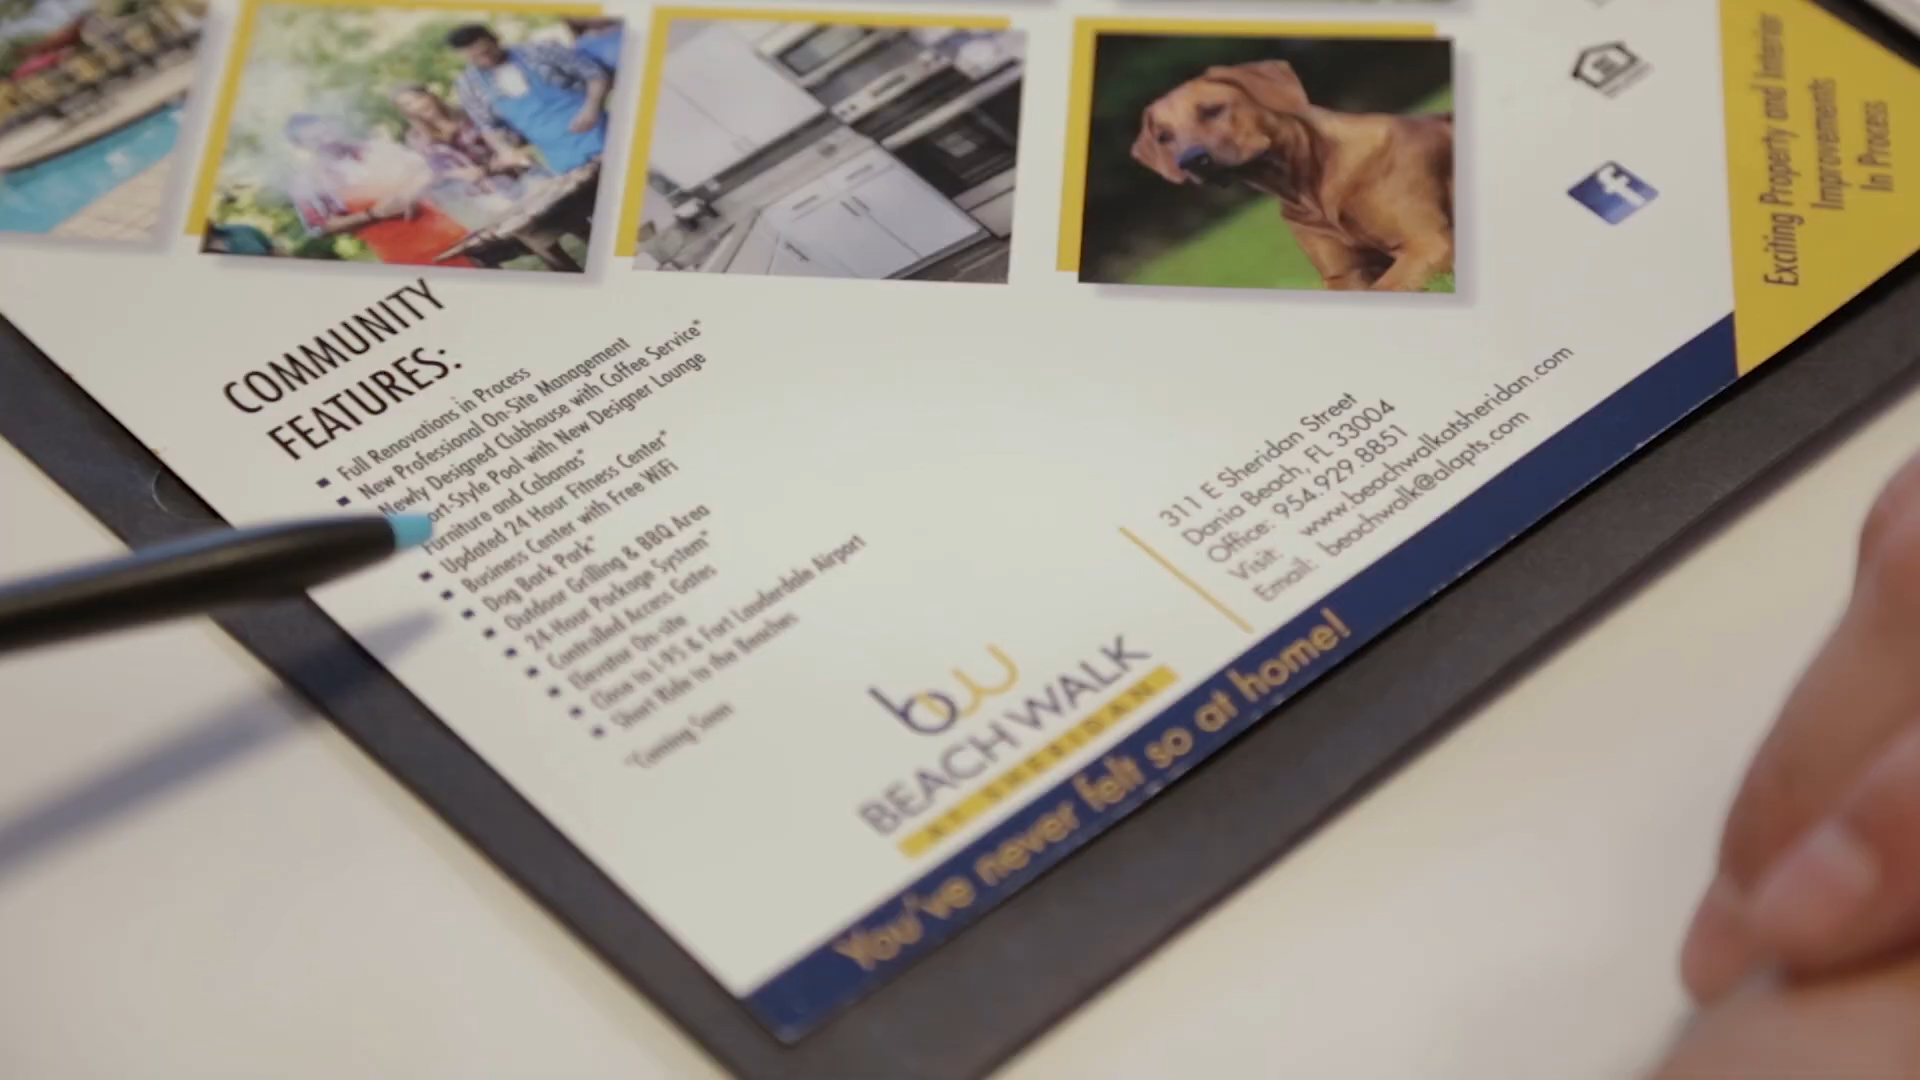 COMMUNITY
FEATURES:
Full Renovations in Process
New Professional On-Site Management
Newly Designed Clubhouse with Coffee Service*
ort-Style Pool with New Designer Lounge
Furniture and Cabanas*
Updated 24 Hour Fitness Center*
Business Center with Free WiFi
Dog Bark Park*
Outdoor Grilling & BBQ Area
24-Hour Package System*
Controlled Access Gates
Elevator On-site
Close to I-95 & Fort Lauderdale Airport
Short Ride to the Beaches
*Coming Soon
311 E Sheridan Street
Dania Beach, FL 33004
Office: 954.929.8851
Visit: www.beachwalkatsheridan.com
Email: beachwalk@alapts.com
bw
BEACH WALK
AT SHERIDAN
You've never felt so at home!
Exciting Property and Interior
Improvements
In Process
f